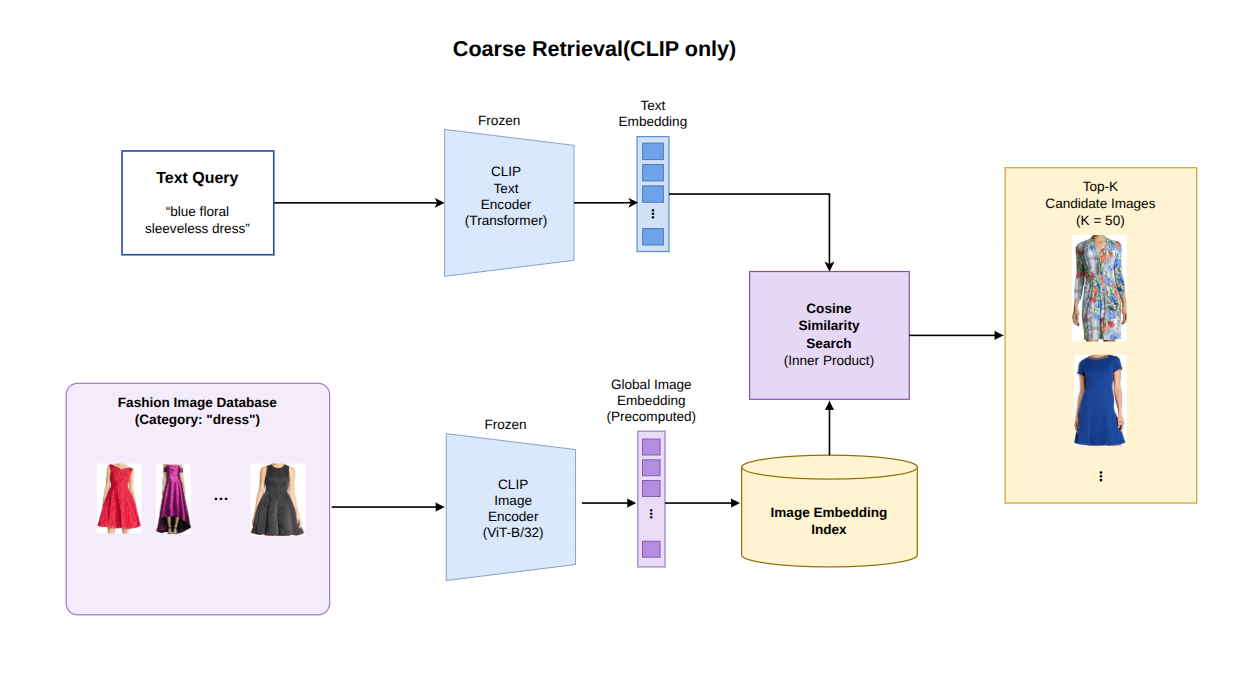 Coarse Retrieval(CLIP only)
Text Query
“blue floral
sleeveless dress”
Frozen
CLIP
Text
Encoder
(Transformer)
Text
Embedding
Cosine
Similarity
Search
(Inner Product)
Top-K
Candidate Images
(K = 50)
Fashion Image Database
(Category: "dress")
...
Frozen
CLIP
Image
Encoder
(ViT-B/32)
Global Image
Embedding
(Precomputed)
Image Embedding
Index